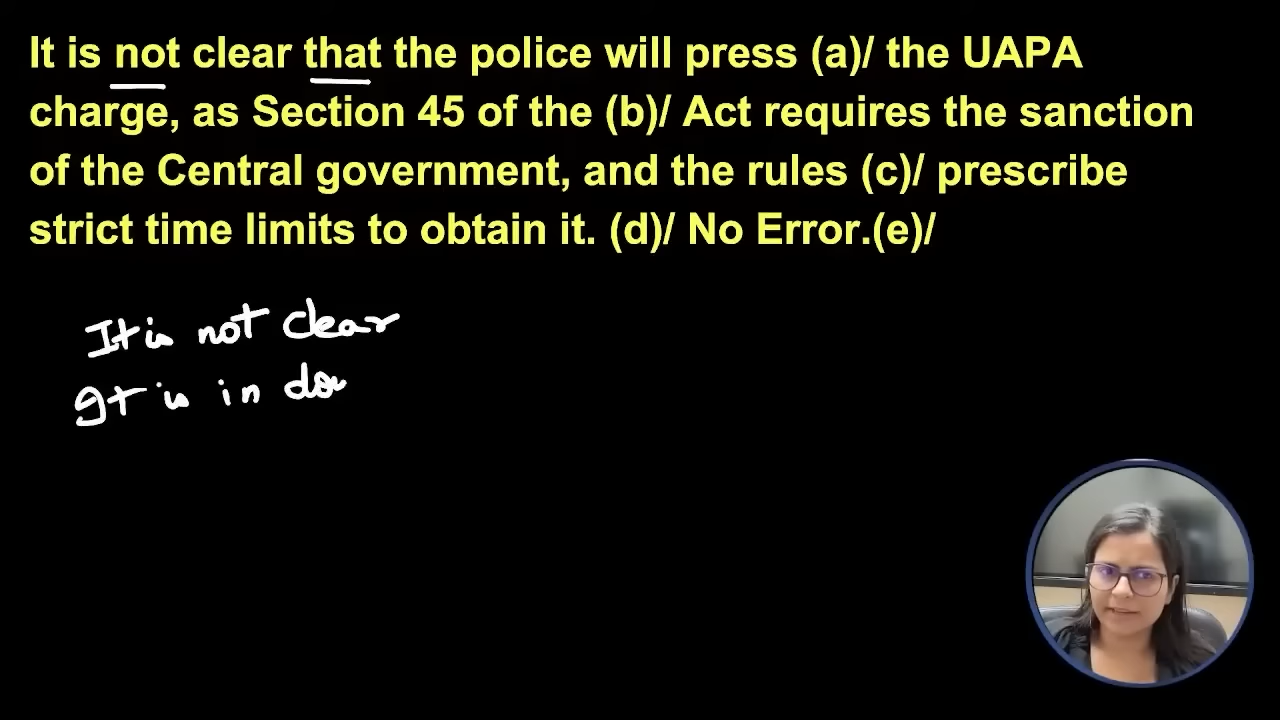 It is not clear that the police will press (a)/ the UAPA
charge, as Section 45 of the (b)/ Act requires the sanction
of the Central government, and the rules (c)/ prescribe
strict time limits to obtain it. (d)/ No Error.(e)/
It is not clear
It is in dou